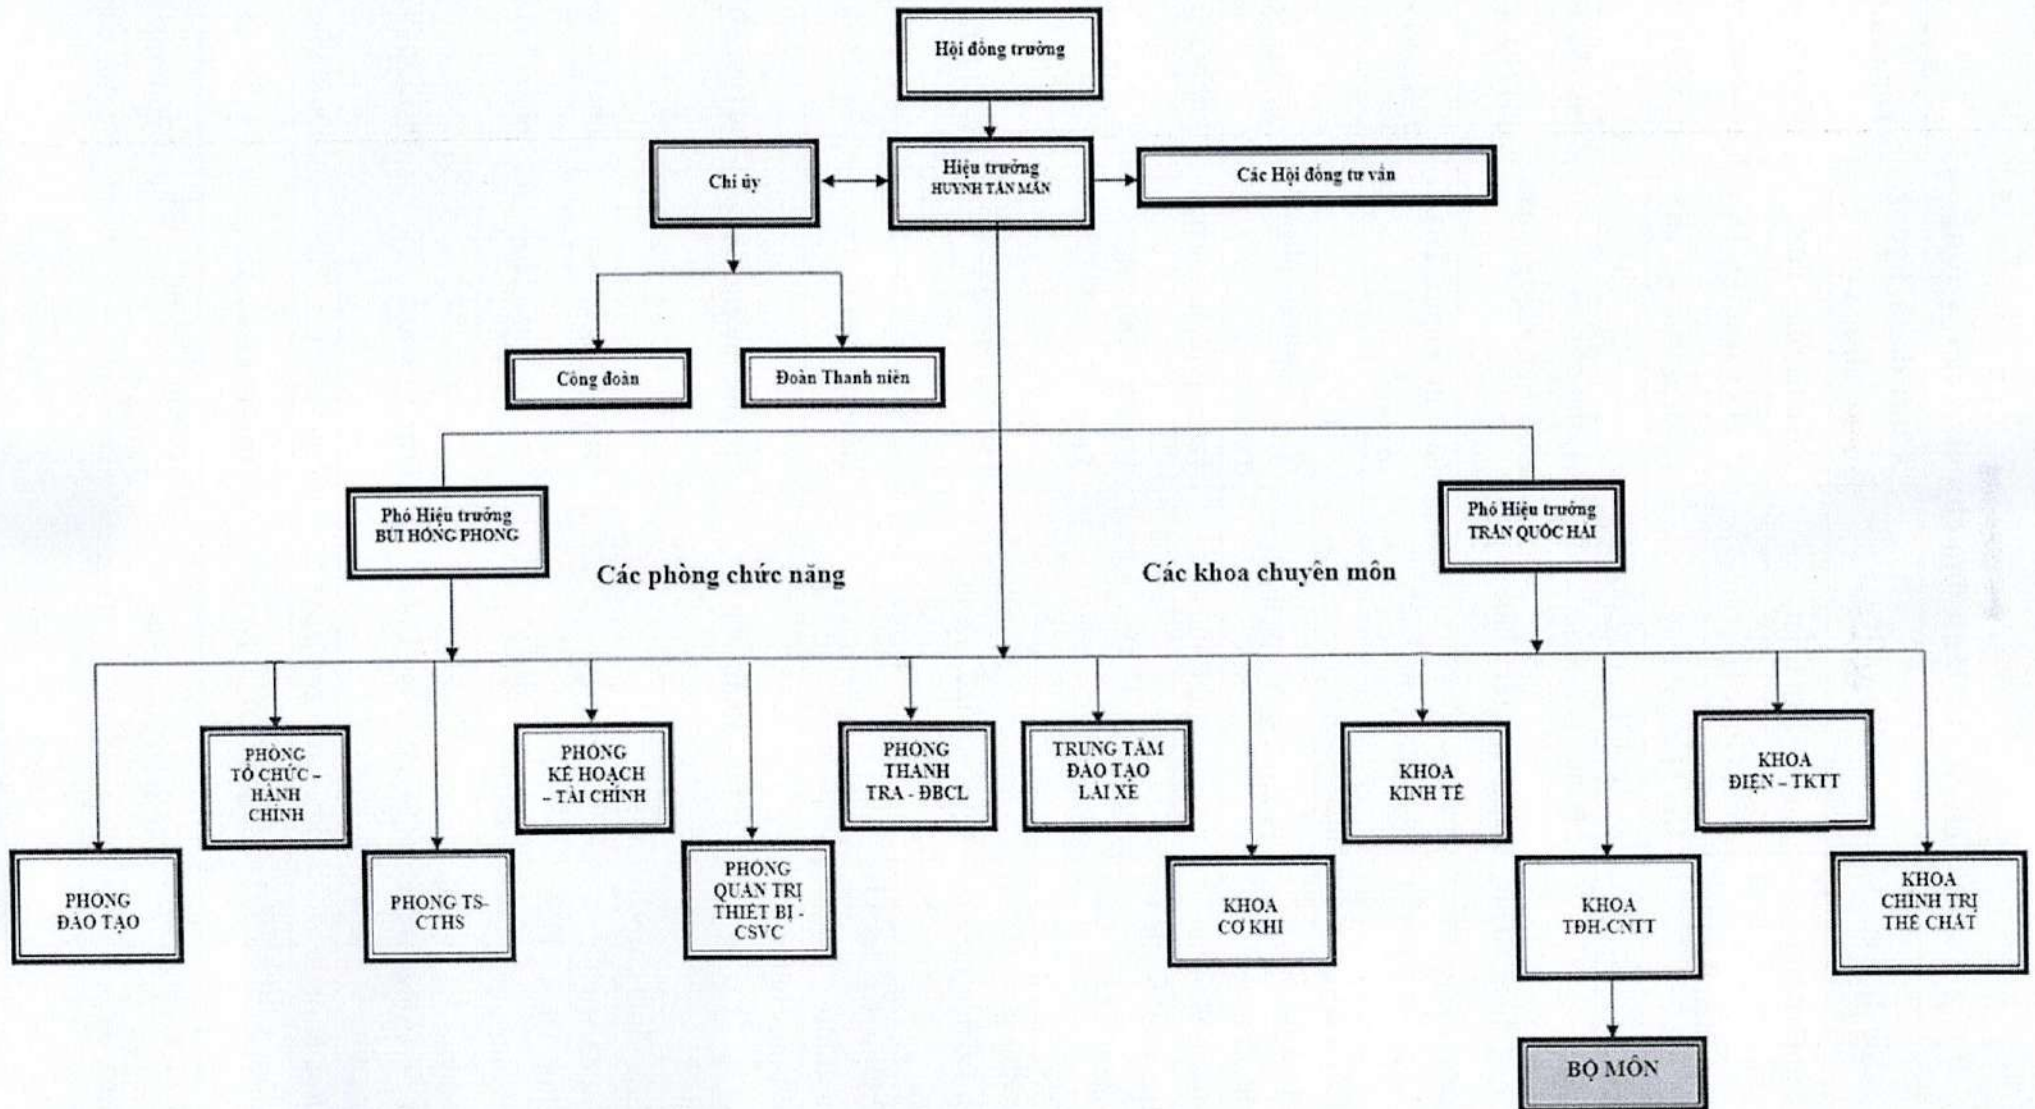 Hội đồng trường
Chi ủy
Hiệu trưởng
HUỲNH TẤN MẪN
Các Hội đồng tư vấn
Công đoàn
Đoàn Thanh niên
Phó Hiệu trưởng
BÙI HỒNG PHONG
Phó Hiệu trưởng
TRẦN QUỐC HẢI
Các phòng chức năng
Các khoa chuyên môn
PHÒNG
TỔ CHỨC –
HÀNH
CHÍNH
PHÒNG
KẾ HOẠCH
– TÀI CHÍNH
PHÒNG
THANH
TRA - ĐBCL
TRUNG TÂM
ĐÀO TẠO
LÁI XE
KHOA
KINH TẾ
KHOA
ĐIỆN – TKTT
PHÒNG
ĐÀO TẠO
PHÒNG TS-
CTHS
PHÒNG
QUẢN TRỊ
THIẾT BỊ -
CSVC
KHOA
CƠ KHÍ
KHOA
TĐH-CNTT
KHOA
CHÍNH TRỊ
THỂ CHẤT
BỘ MÔN